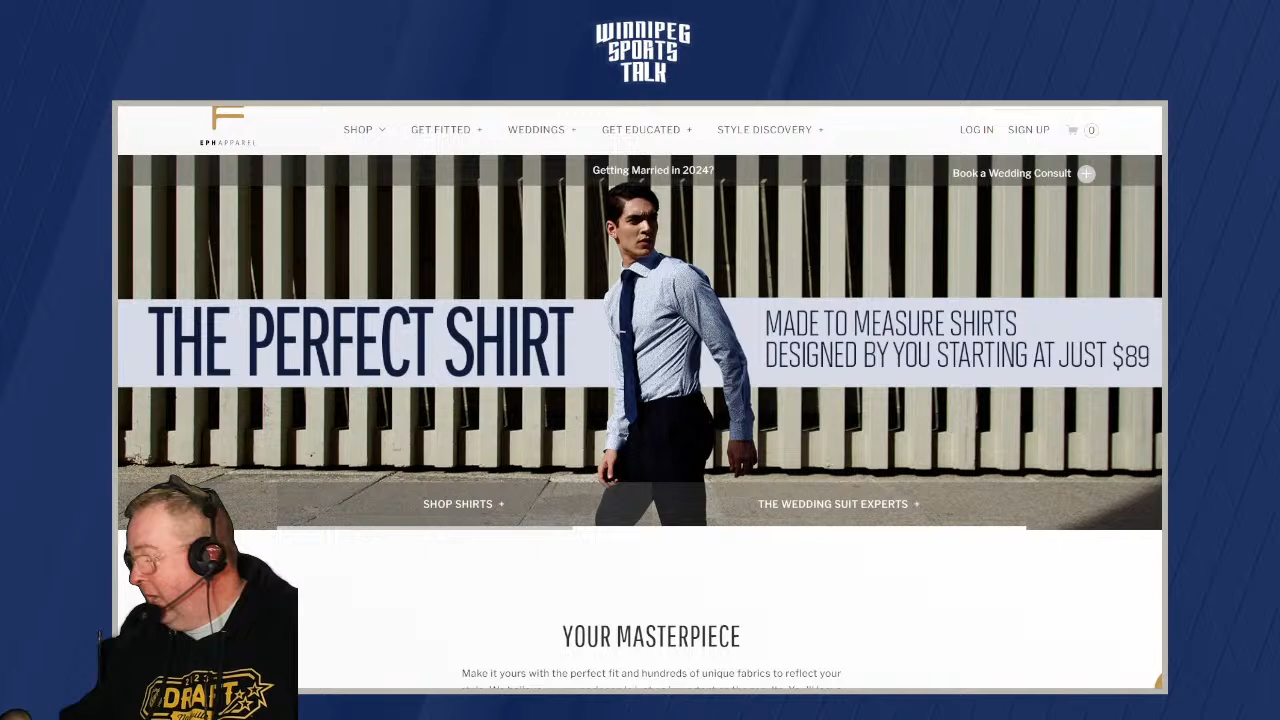 WINNIPEG
SPORTS
TALK
EPHAPPAREL
SHOP GET FITTED + WEDDINGS + GET EDUCATED + STYLE DISCOVERY + LOG IN SIGN UP 0
Getting Married in 2024?
Book a Wedding Consult +
THE PERFECT SHIRT
MADE TO MEASURE SHIRTS
DESIGNED BY YOU STARTING AT JUST $89
SHOP SHIRTS + THE WEDDING SUIT EXPERTS +
YOUR MASTERPIECE
Make it yours with the perfect fit and hundreds of unique fabrics to reflect your
DRAFT